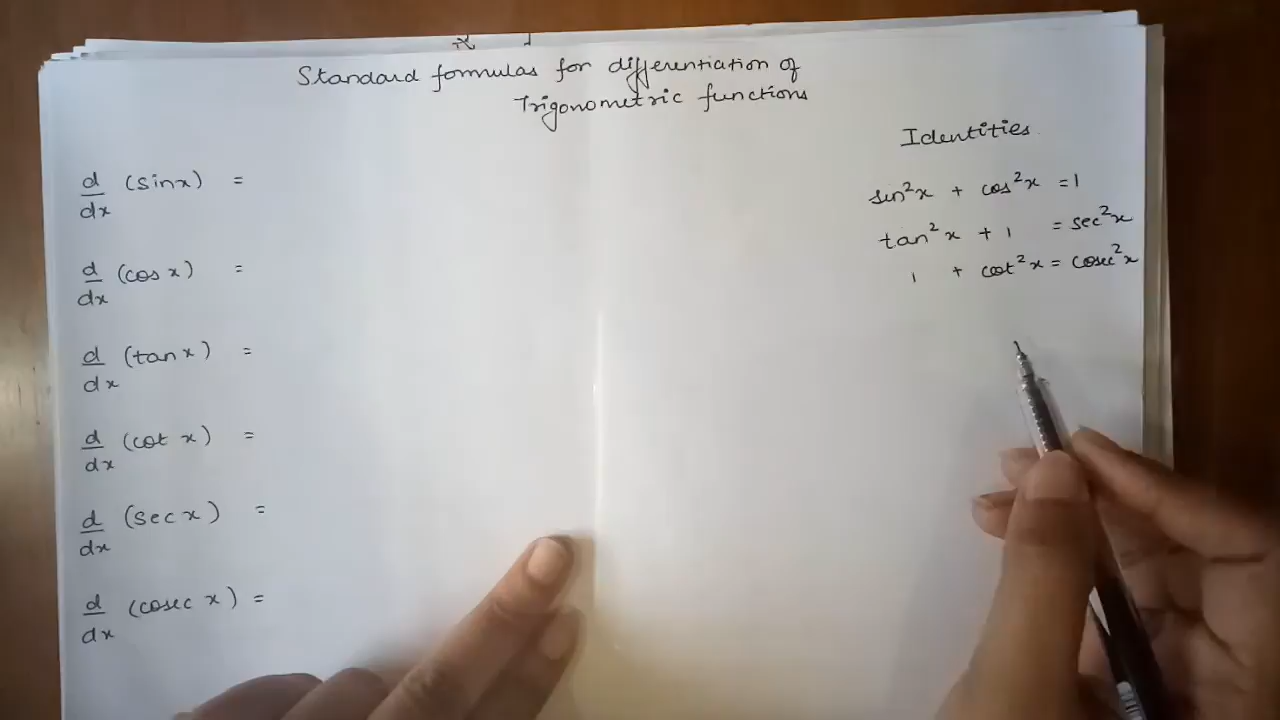 Standard formulas for differentiation of
Trigonometric functions
Identities
sin²x + cos²x = 1
tan²x + 1 = sec²x
1 + cot²x = cosec²x
d/dx (sinx) =
d/dx (cos x) =
d/dx (tan x) =
d/dx (cot x) =
d/dx (sec x) =
d/dx (cosec x) =